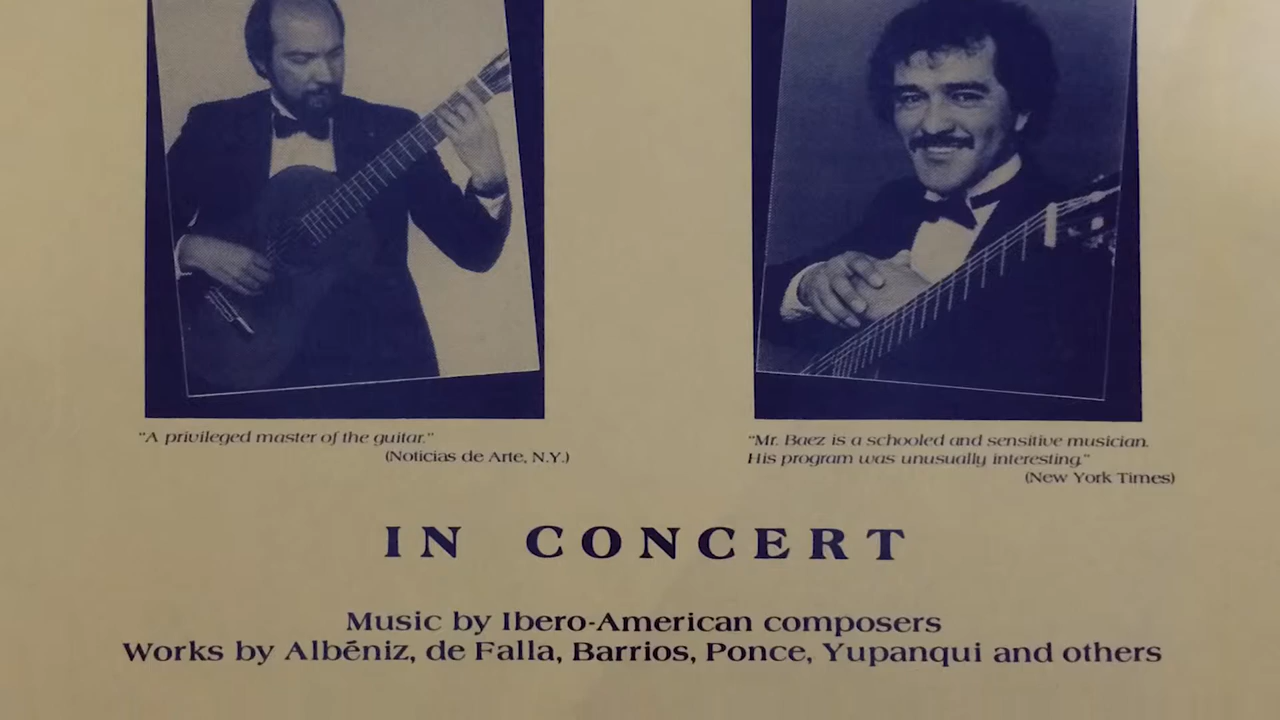 "A privileged master of the guitar."
(Noticias de Arte, N.Y.)
"Mr. Baez is a schooled and sensitive musician.
His program was unusually interesting."
(New York Times)
IN CONCERT
Music by Ibero-American composers
Works by Albéniz, de Falla, Barrios, Ponce, Yupanqui and others